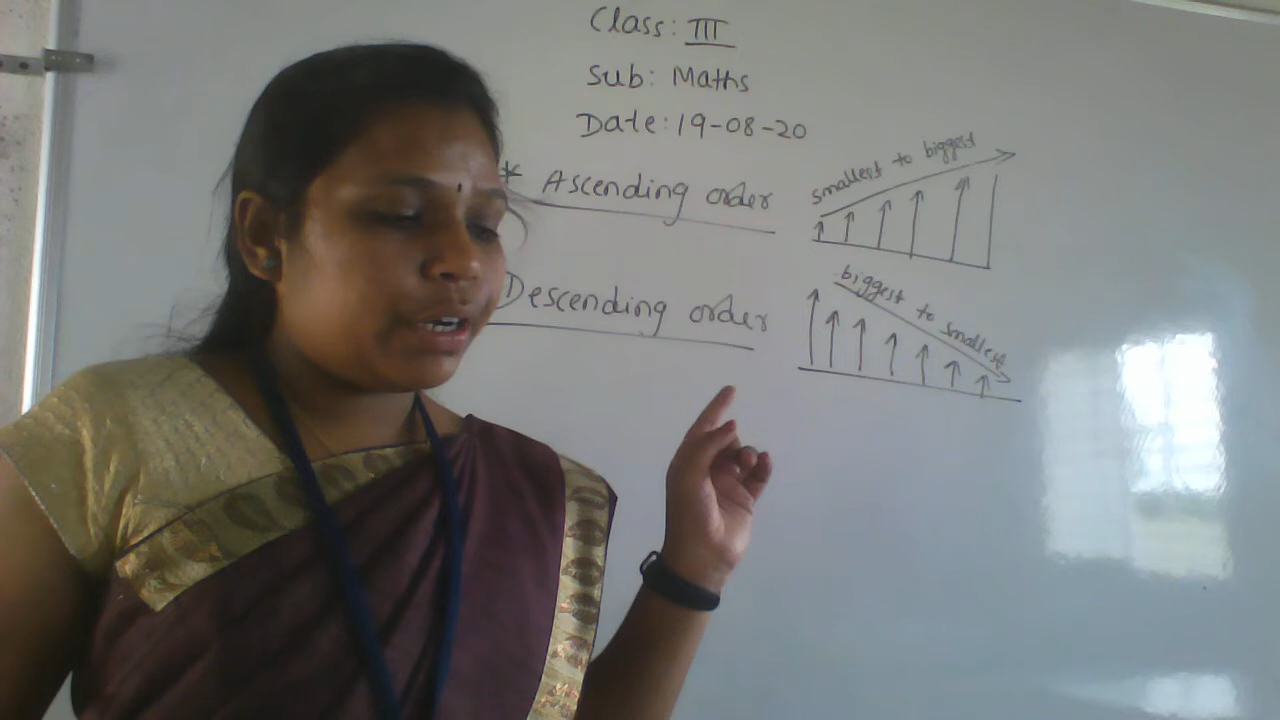 Class: III
Sub: Maths
Date: 19-08-20
* Ascending order
smallest to biggest
Descending order
biggest to smallest